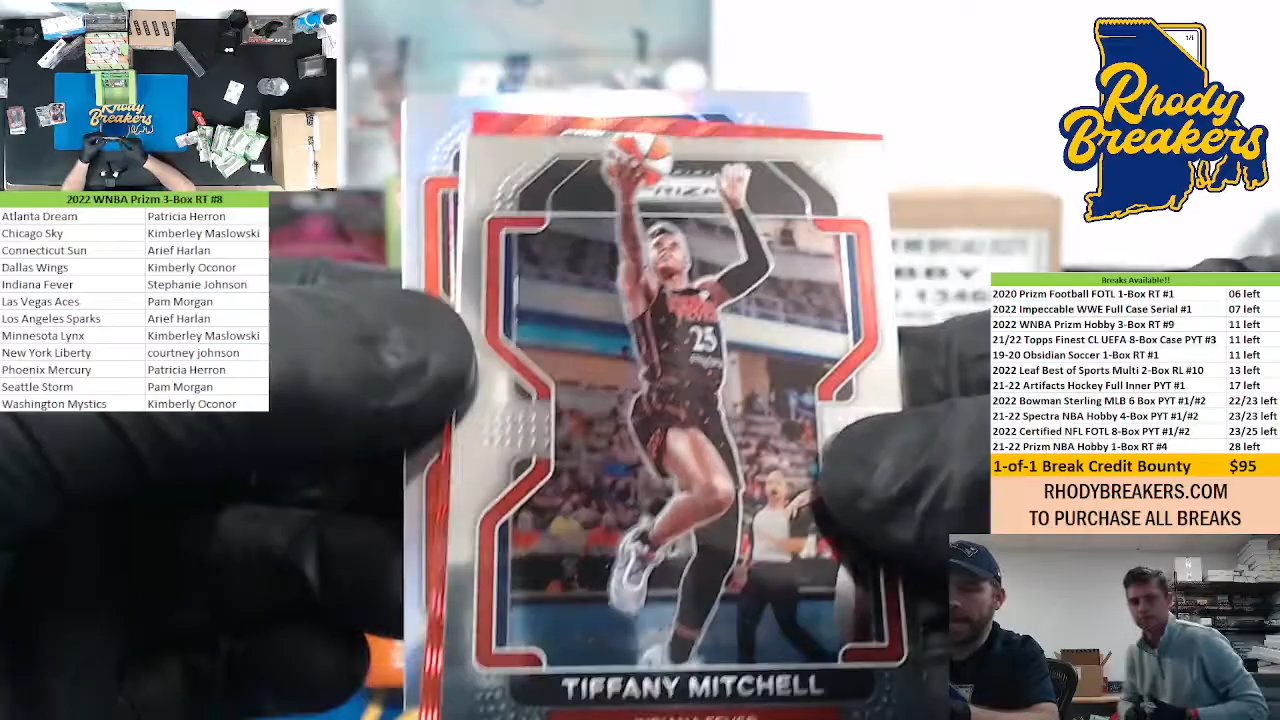 Rhody
Breakers
2022 WNBA Prizm 3-Box RT #8
Atlanta Dream Patricia Herron
Chicago Sky Kimberley Maslowski
Connecticut Sun Arief Harlan
Dallas Wings Kimberly Oconor
Indiana Fever Stephanie Johnson
Las Vegas Aces Pam Morgan
Los Angeles Sparks Arief Harlan
Minnesota Lynx Kimberley Maslowski
New York Liberty courtney johnson
Phoenix Mercury Patricia Herron
Seattle Storm Pam Morgan
Washington Mystics Kimberly Oconor
PRIZM
25
TIFFANY MITCHELL
INDIANA FEVER
1/1
Rhody
Breakers
Breaks Available!!
2020 Prizm Football FOTL 1-Box RT #1 06 left
2022 Impeccable WWE Full Case Serial #1 07 left
2022 WNBA Prizm Hobby 3-Box RT #9 11 left
21/22 Topps Finest CL UEFA 8-Box Case PYT #3 11 left
19-20 Obsidian Soccer 1-Box RT #1 11 left
2022 Leaf Best of Sports Multi 2-Box RL #10 13 left
21-22 Artifacts Hockey Full Inner PYT #1 17 left
2022 Bowman Sterling MLB 6 Box PYT #1/#2 22/23 left
21-22 Spectra NBA Hobby 4-Box PYT #1/#2 23/23 left
2022 Certified NFL FOTL 8-Box PYT #1/#2 23/25 left
21-22 Prizm NBA Hobby 1-Box RT #4 28 left
1-of-1 Break Credit Bounty $95
RHODYBREAKERS.COM
TO PURCHASE ALL BREAKS